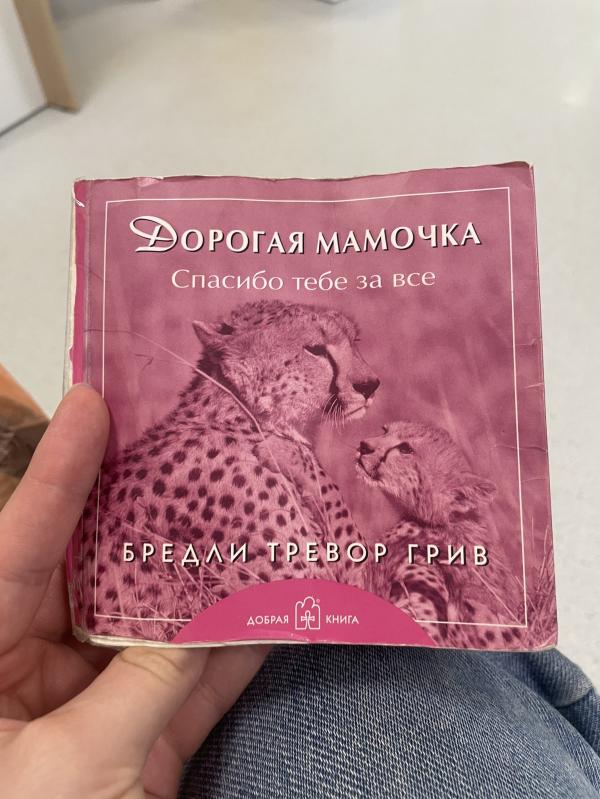 ДОРОГАЯ МАМОЧКА
Спасибо тебе за все
БРЕДЛИ ТРЕВОР ГРИВ
ДОБРАЯ КНИГА